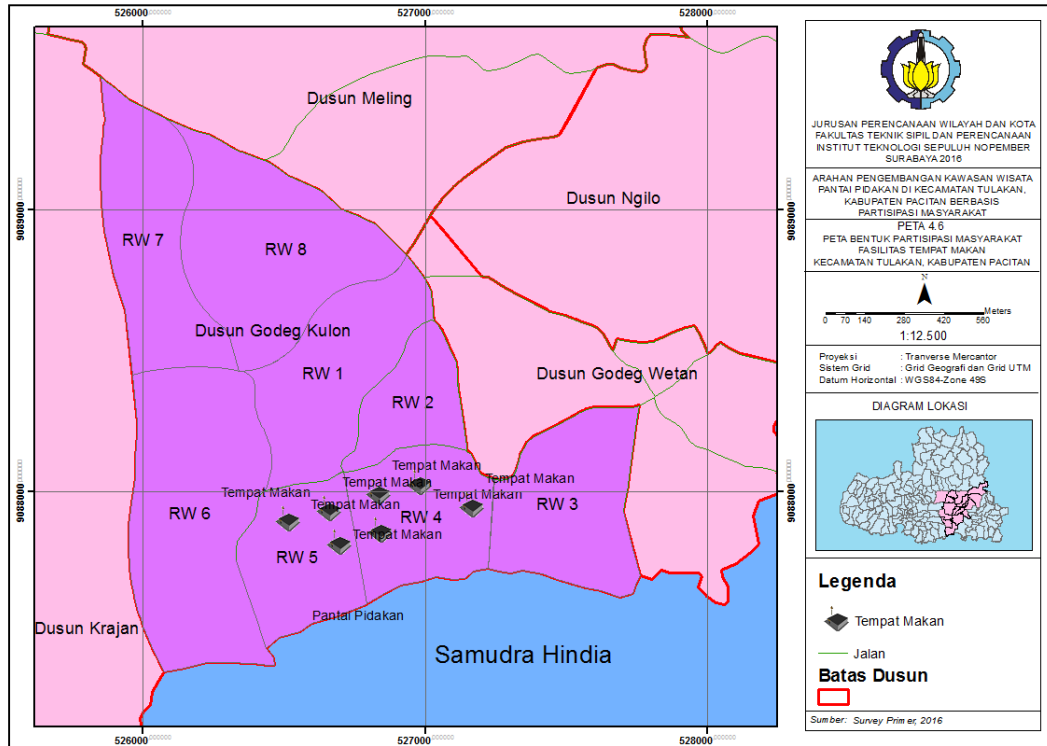 526000
527000
528000
Dusun Meling
Dusun Ngilo
9089000
9089000
RW 7
RW 8
Dusun Godeg Kulon
RW 1
Dusun Godeg Wetan
RW 2
Tempat Makan
Tempat Makan
Tempat Makan
Tempat Makan
Tempat Makan
Tempat Makan
Tempat Makan
9088000
9088000
RW 6
RW 4
RW 3
RW 5
Pantai Pidakan
Dusun Krajan
Samudra Hindia
526000
527000
528000
JURUSAN PERENCANAAN WILAYAH DAN KOTA
FAKULTAS TEKNIK SIPIL DAN PERENCANAAN
INSTITUT TEKNOLOGI SEPULUH NOPEMBER
SURABAYA 2016
ARAHAN PENGEMBANGAN KAWASAN WISATA
PANTAI PIDAKAN DI KECAMATAN TULAKAN,
KABUPATEN PACITAN BERBASIS
PARTISIPASI MASYARAKAT
PETA 4.6
PETA BENTUK PARTISIPASI MASYARAKAT
FASILITAS TEMPAT MAKAN
KECAMATAN TULAKAN, KABUPATEN PACITAN
N
Meters
0 70 140 280 420 560
1:12.500
Proyeksi : Tranverse Mercantor
Sistem Grid : Grid Geografi dan Grid UTM
Datum Horizontal : WGS84-Zone 49S
DIAGRAM LOKASI
Legenda
Tempat Makan
Jalan
Batas Dusun
Sumber: Survey Primer, 2016